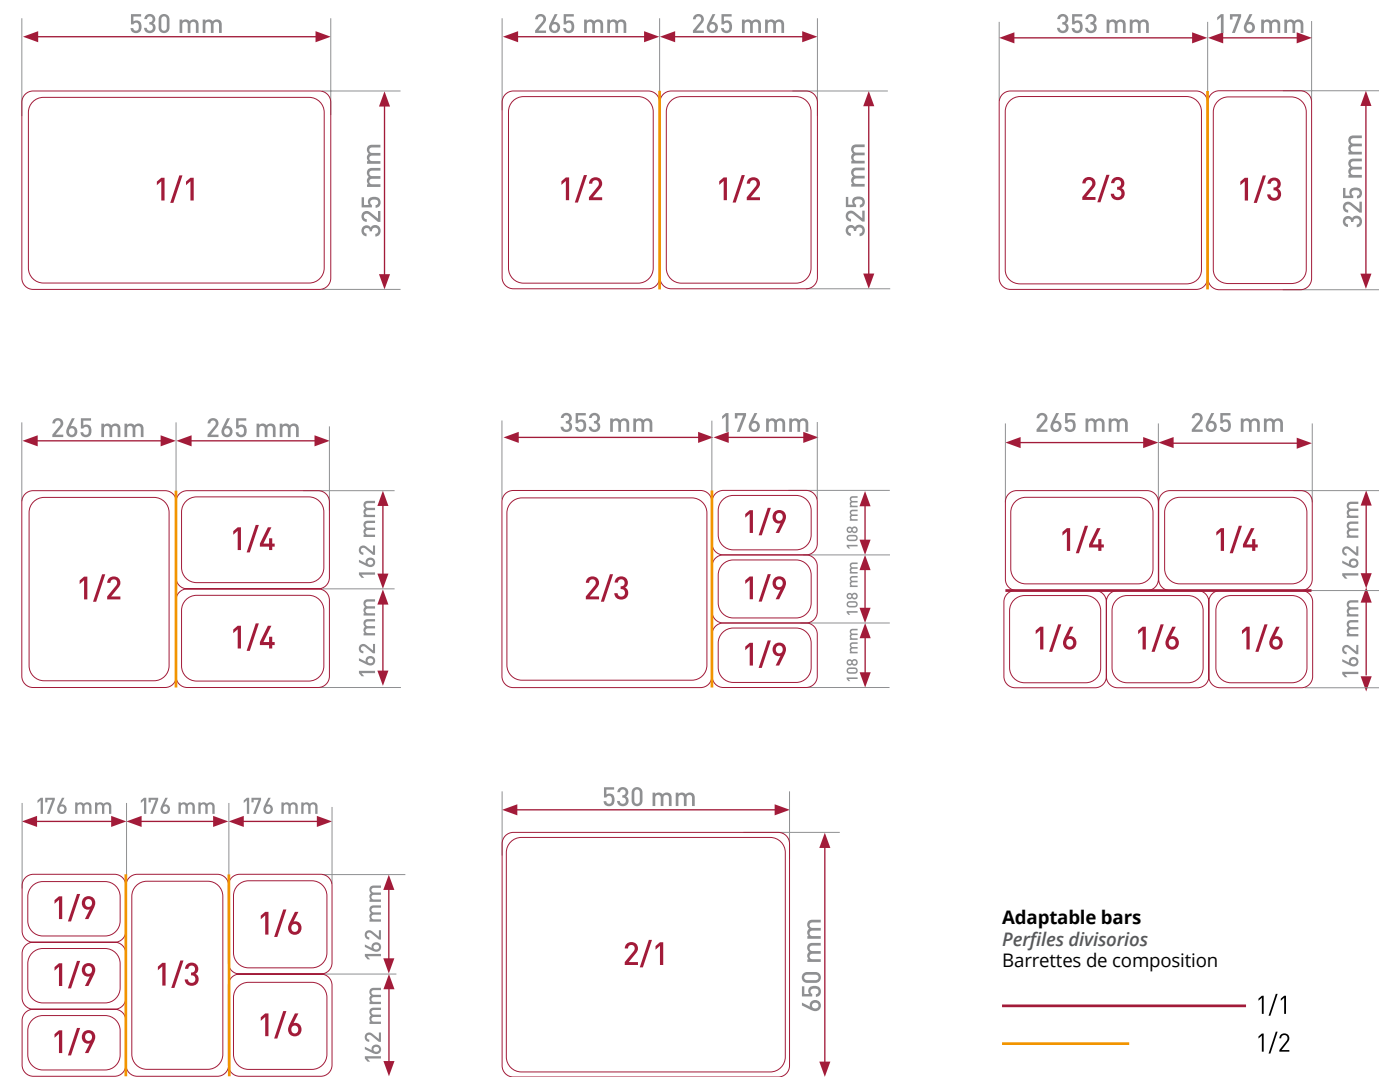 530 mm
265 mm 265 mm
353 mm 176 mm
1/1
325 mm
1/2 1/2
325 mm
2/3 1/3
325 mm
265 mm 265 mm
353 mm 176 mm
265 mm 265 mm
1/2
1/4
1/4
162 mm
162 mm
2/3
1/9
1/9
1/9
108 mm
108 mm
108 mm
1/4 1/4
1/6 1/6 1/6
162 mm
162 mm
176 mm 176 mm 176 mm
530 mm
1/9
1/9
1/9
1/3
1/6
1/6
162 mm
162 mm
2/1
650 mm
Adaptable bars
Perfiles divisorios
Barrettes de composition
1/1
1/2